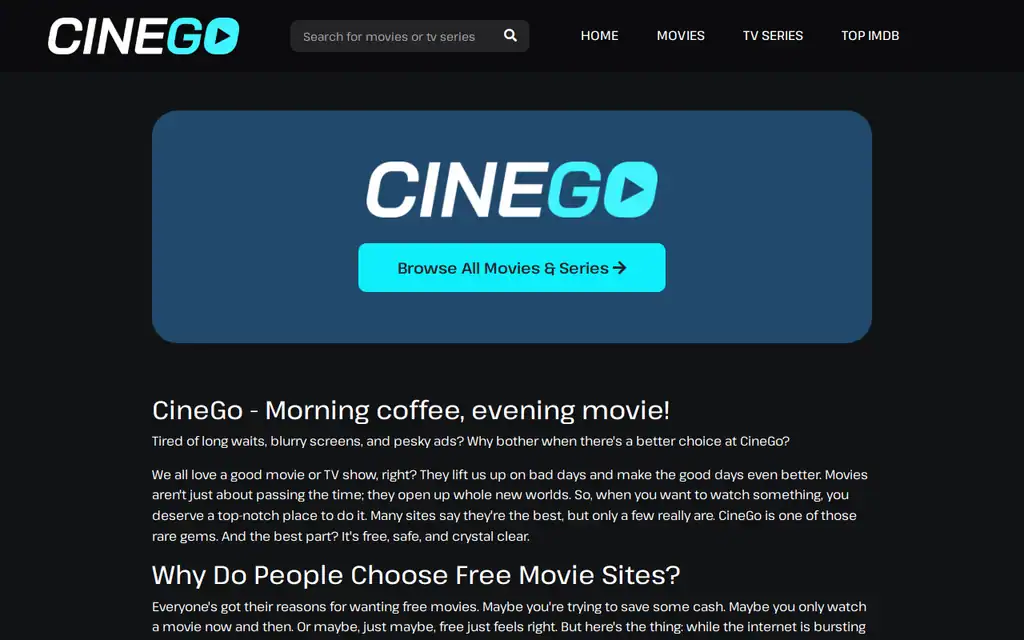 CINEGO
Search for movies or tv series
HOME
MOVIES
TV SERIES
TOP IMDB
CINEGO
Browse All Movies & Series →
CineGo - Morning coffee, evening movie!
Tired of long waits, blurry screens, and pesky ads? Why bother when there's a better choice at CineGo?
We all love a good movie or TV show, right? They lift us up on bad days and make the good days even better. Movies
aren't just about passing the time; they open up whole new worlds. So, when you want to watch something, you
deserve a top-notch place to do it. Many sites say they're the best, but only a few really are. CineGo is one of those
rare gems. And the best part? It's free, safe, and crystal clear.
Why Do People Choose Free Movie Sites?
Everyone's got their reasons for wanting free movies. Maybe you're trying to save some cash. Maybe you only watch
a movie now and then. Or maybe, just maybe, free just feels right. But here's the thing: while the internet is bursting